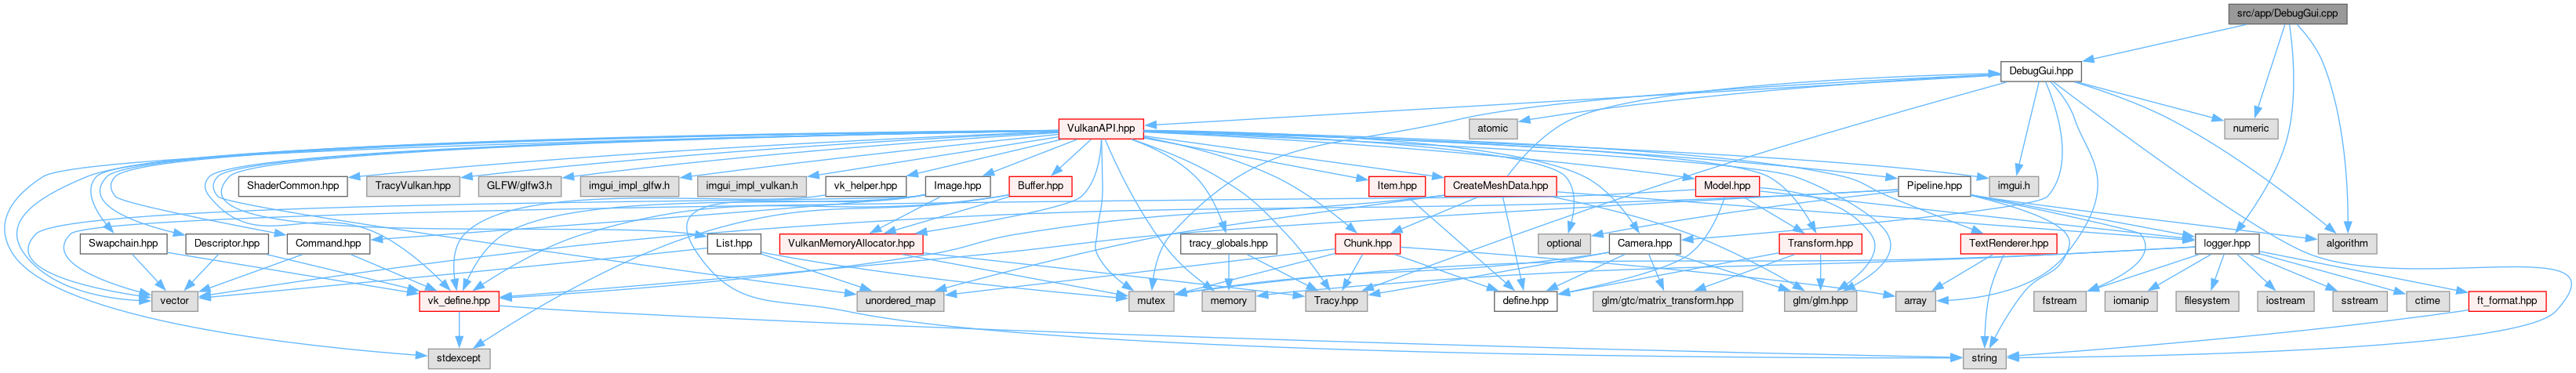 src/app/DebugGui.cpp
DebugGui.hpp
VulkanAPI.hpp
atomic
numeric
ShaderCommon.hpp
TracyVulkan.hpp
GLFW/glfw3.h
imgui_impl_glfw.h
imgui_impl_vulkan.h
vk_helper.hpp
Image.hpp
Buffer.hpp
Item.hpp
CreateMeshData.hpp
Model.hpp
Pipeline.hpp
imgui.h
Swapchain.hpp
Descriptor.hpp
Command.hpp
List.hpp
VulkanMemoryAllocator.hpp
tracy_globals.hpp
Chunk.hpp
optional
Camera.hpp
Transform.hpp
TextRenderer.hpp
logger.hpp
algorithm
vector
vk_define.hpp
unordered_map
mutex
memory
Tracy.hpp
define.hpp
glm/gtc/matrix_transform.hpp
glm/glm.hpp
array
fstream
iomanip
filesystem
iostream
sstream
ctime
ft_format.hpp
stdexcept
string